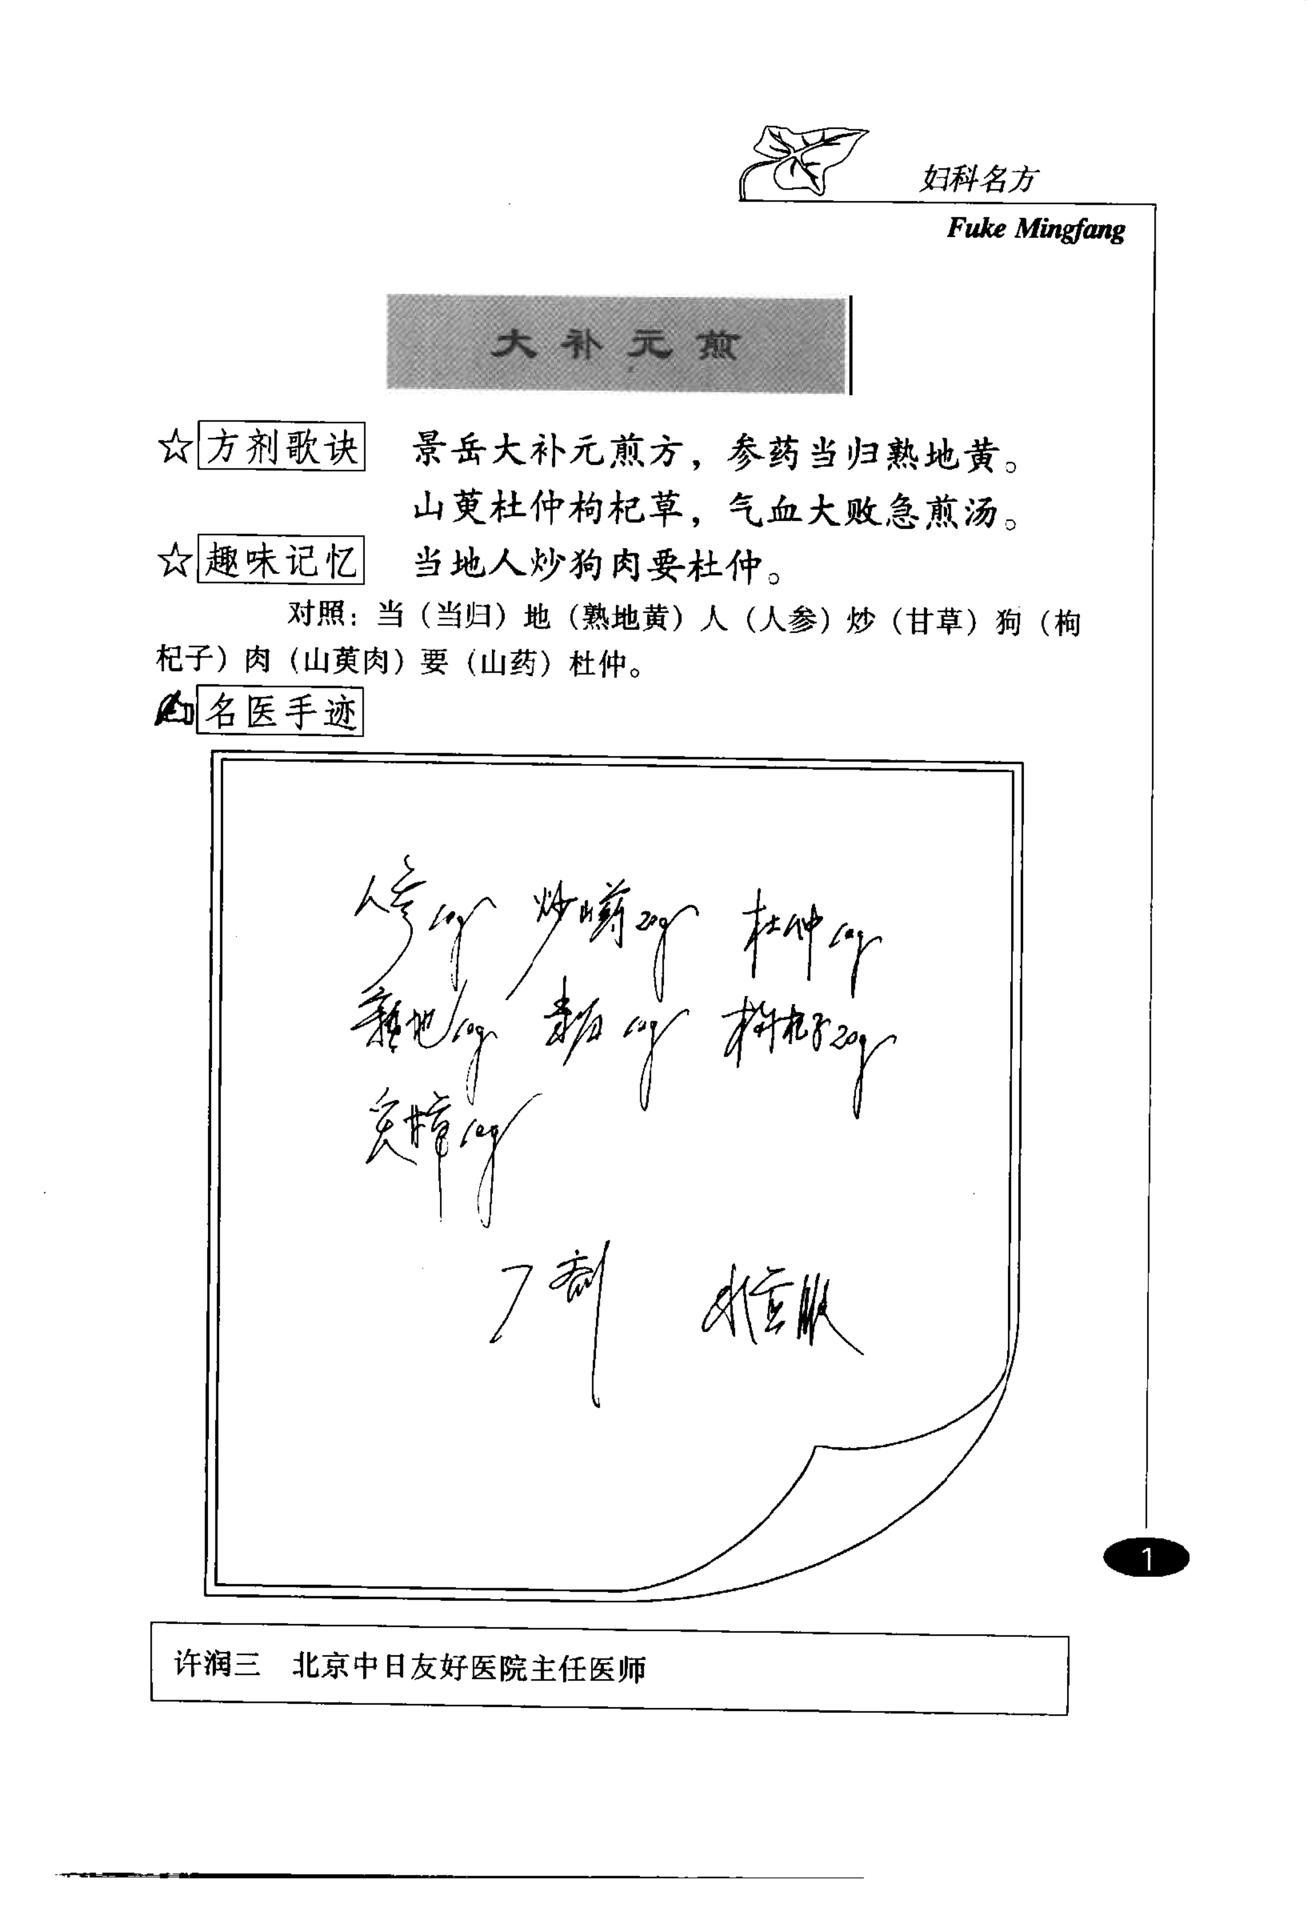 妇科名方
Fuke Mingfang
大补元煎
☆方剂歌诀 景岳大补元煎方，参药当归熟地黄。
山萸杜仲枸杞草，气血大败急煎汤。
☆趣味记忆 当地人炒狗肉要杜仲。
对照：当（当归）地（熟地黄）人（人参）炒（甘草）狗（枸
杞子）肉（山萸肉）要（山药）杜仲。
名医手迹
人参10g 炒山药20g 杜仲10g
熟地10g 10g 枸杞子20g
炙甘草10g
7剂 水煎服
1
许润三 北京中日友好医院主任医师